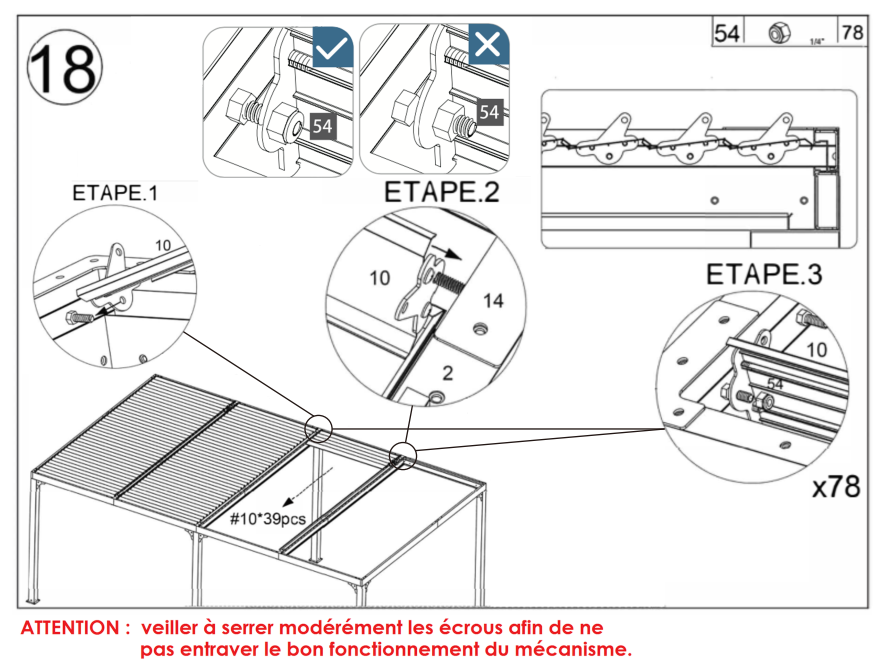 18
54
54
54 1/4" 78
ETAPE.1
10
ETAPE.2
10
14
2
ETAPE.3
10
54
x78
#10*39pcs
ATTENTION : veiller à serrer modérément les écrous afin de ne
pas entraver le bon fonctionnement du mécanisme.